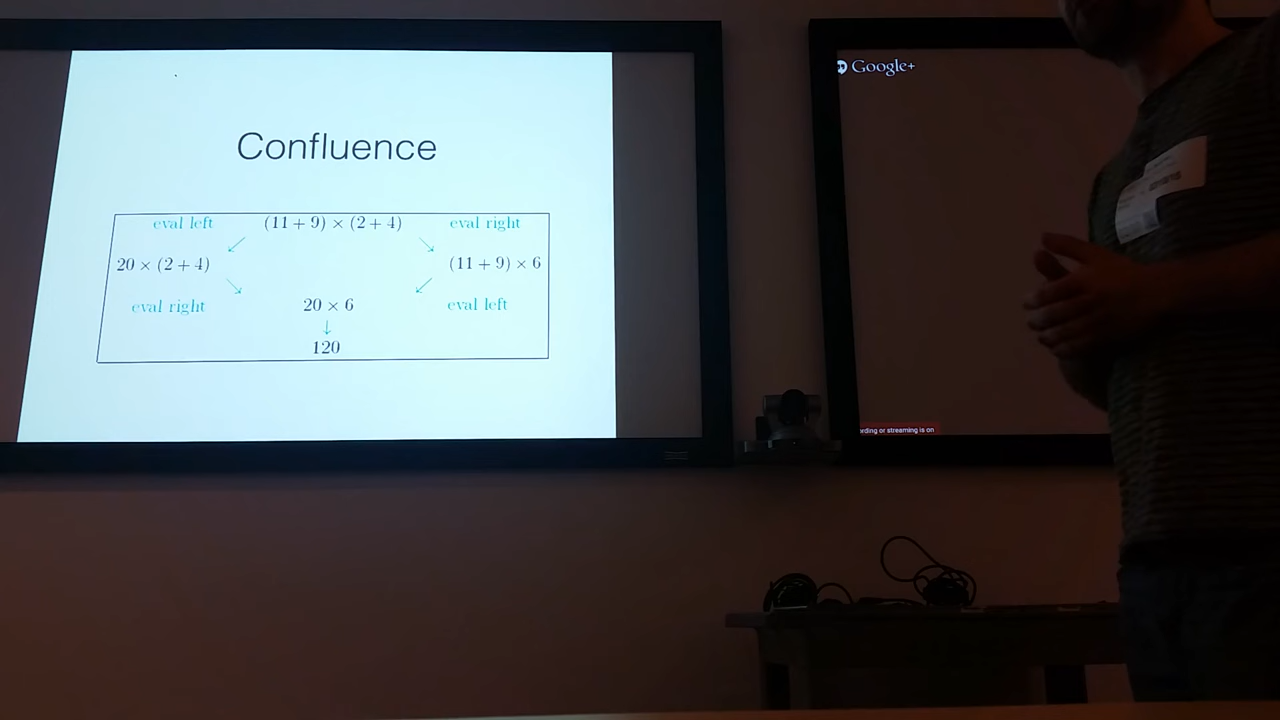 Confluence
eval left (11 + 9) × (2 + 4) eval right
↙ ↘
20 × (2 + 4) (11 + 9) × 6
↘ ↙
eval right 20 × 6 eval left
↓
120
Google+
rding or streaming is on